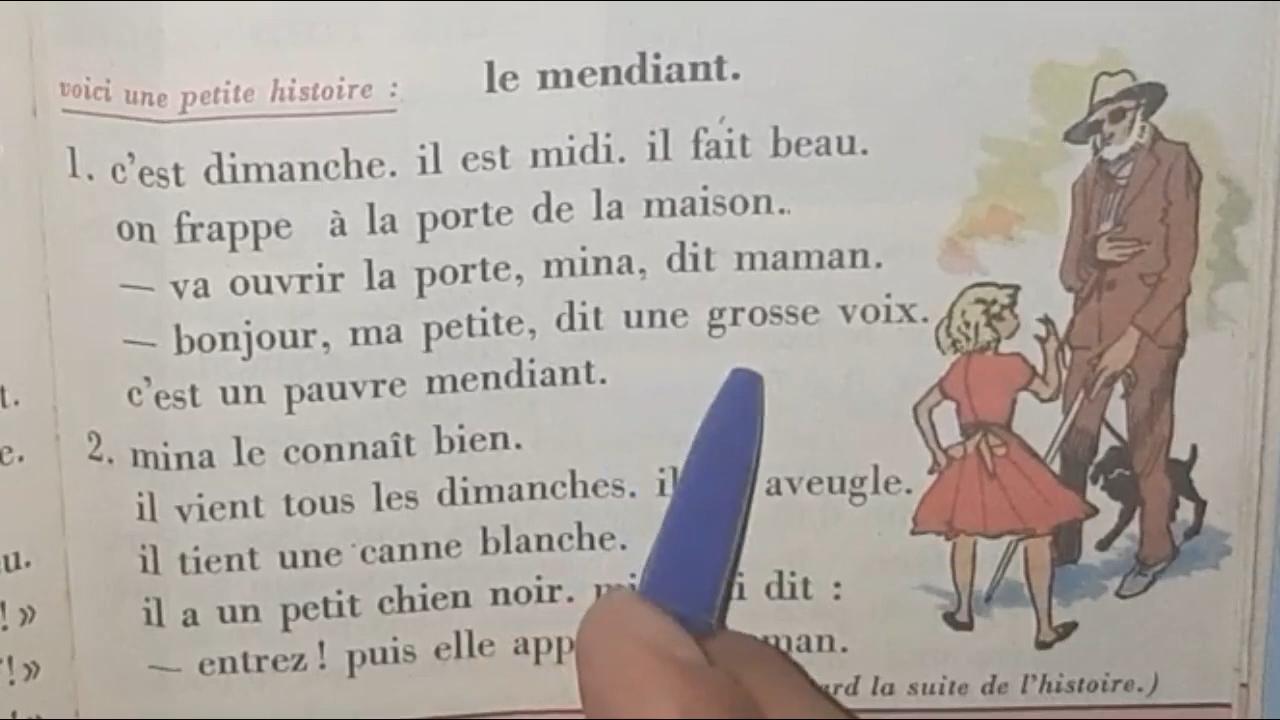 voici une petite histoire : le mendiant.
1. c'est dimanche. il est midi. il fait beau.
on frappe à la porte de la maison.
— va ouvrir la porte, mina, dit maman.
— bonjour, ma petite, dit une grosse voix.
c'est un pauvre mendiant.
2. mina le connaît bien.
il vient tous les dimanches. il aveugle.
il tient une canne blanche.
il a un petit chien noir. dit :
— entrez ! puis elle
la suite de l'histoire.)